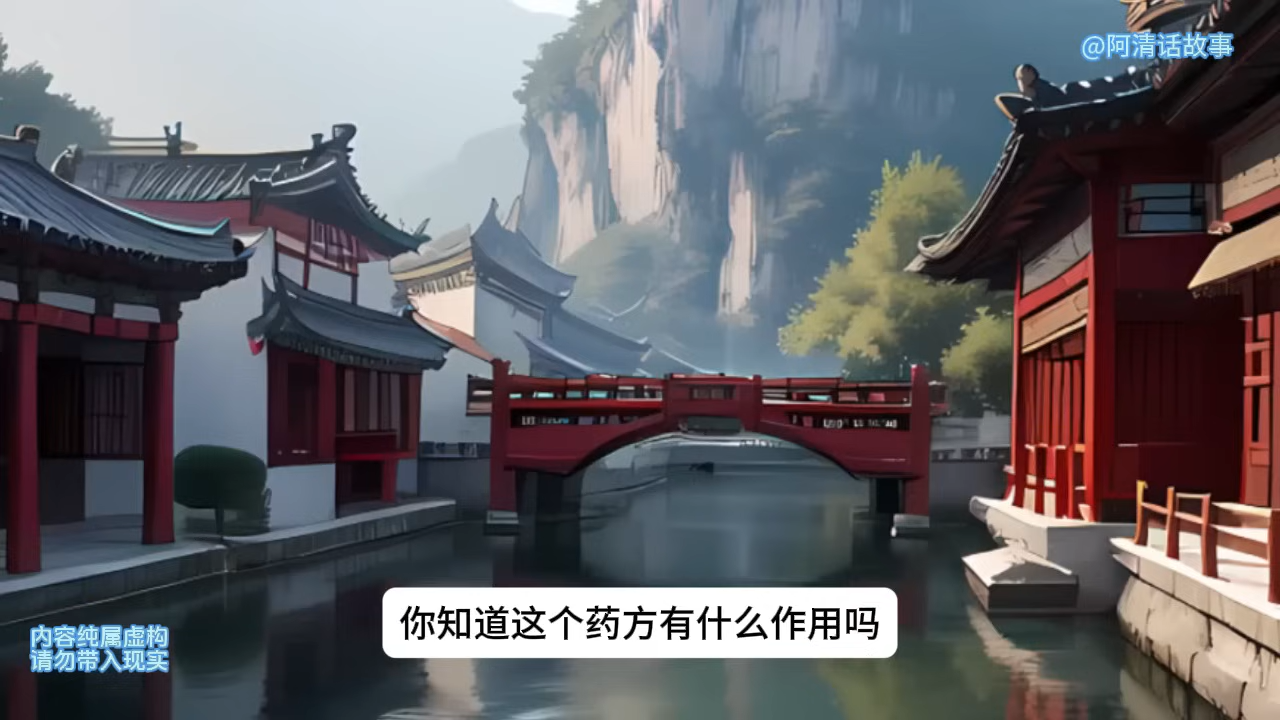 @阿清话故事
你知道这个药方有什么作用吗
内容纯属虚构
请勿带入现实